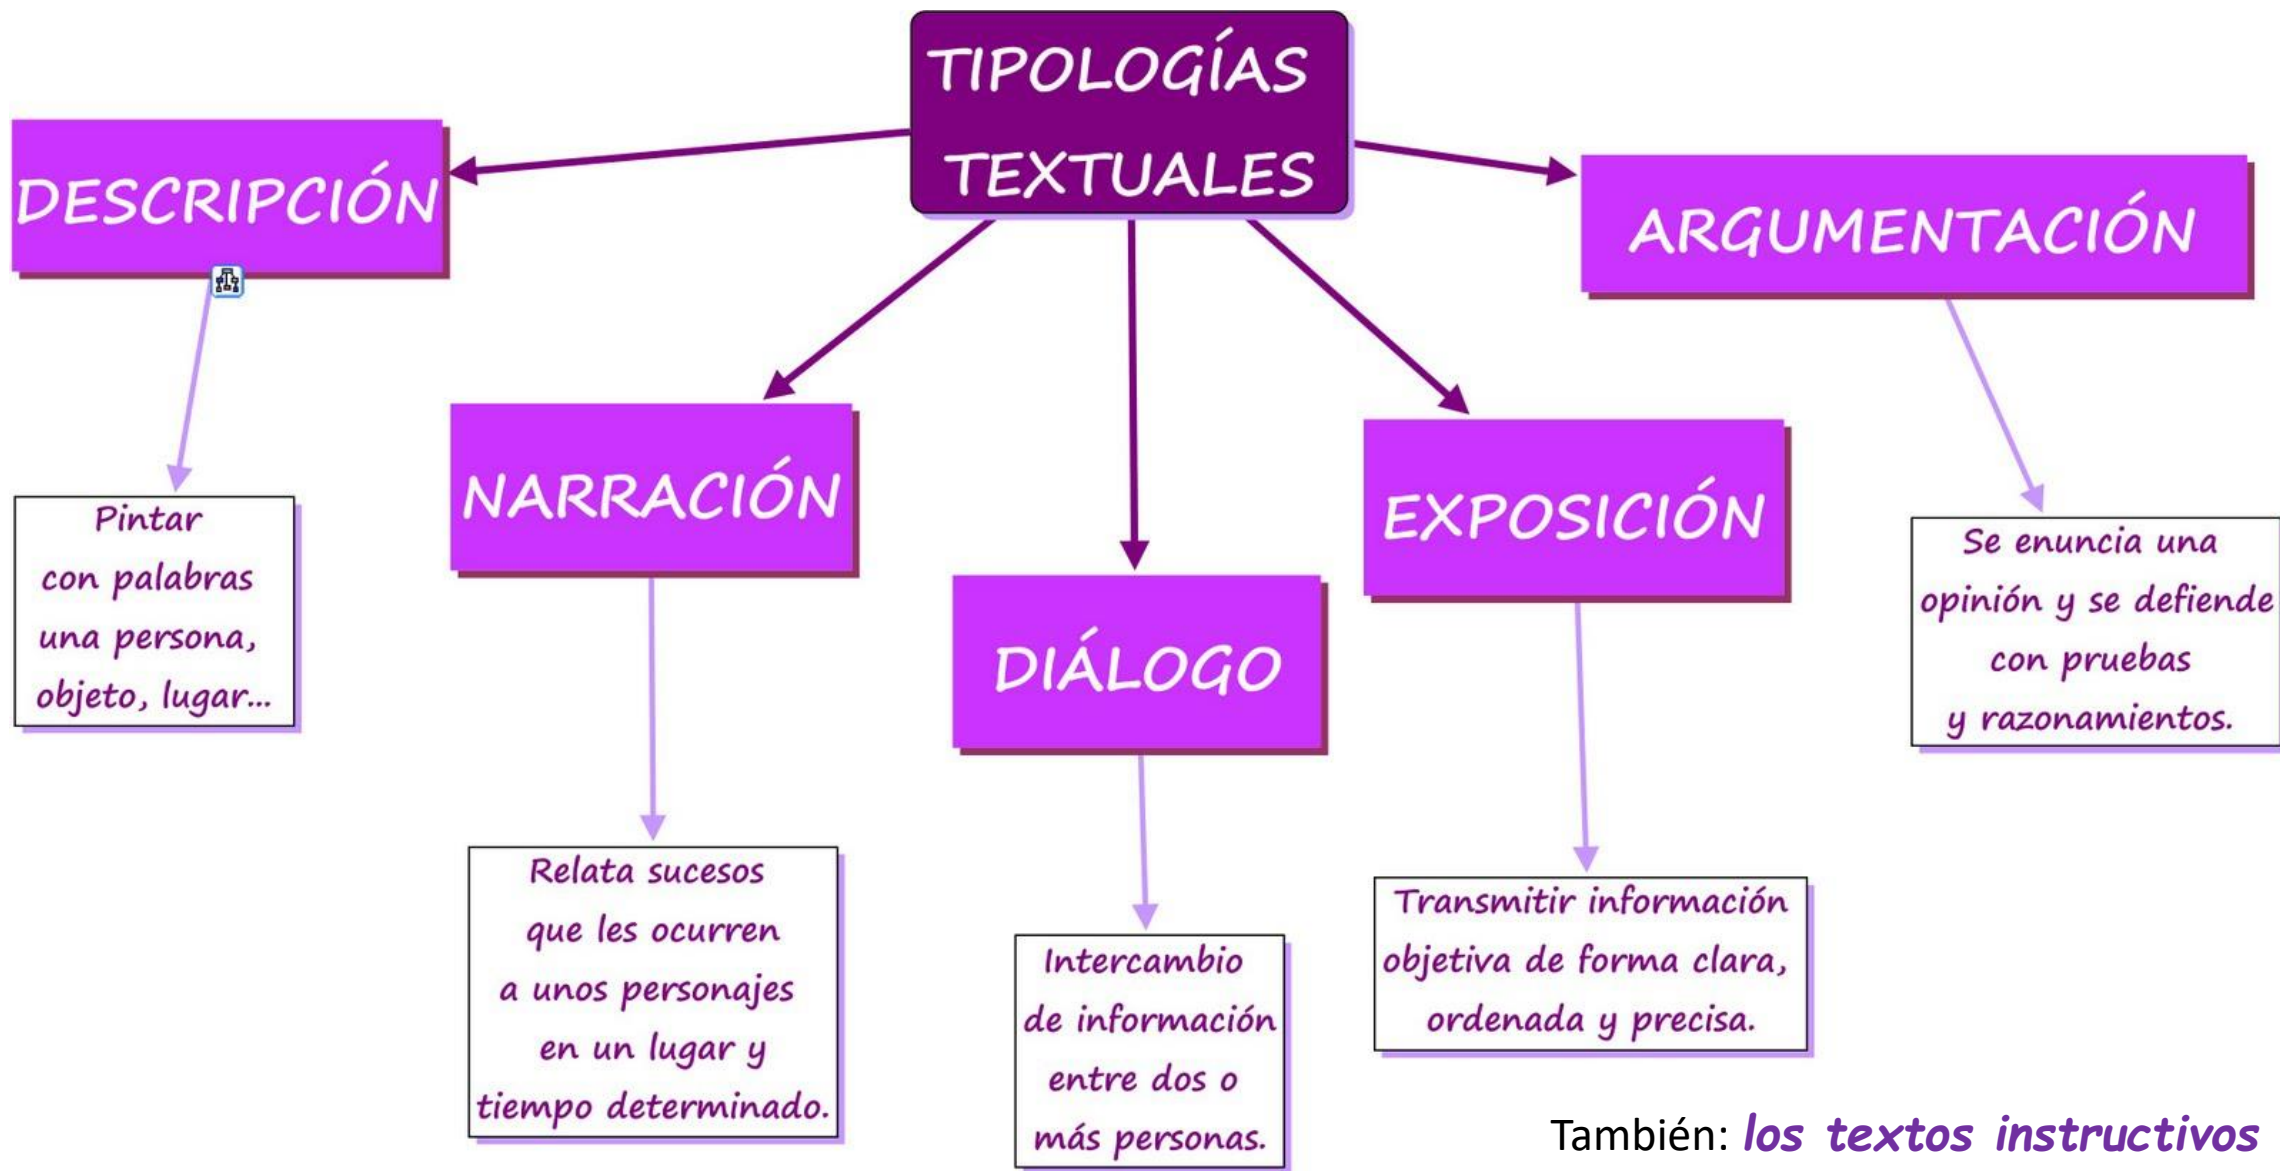 TIPOLOGÍAS
TEXTUALES
DESCRIPCIÓN
Pintar
con palabras
una persona,
objeto, lugar...
NARRACIÓN
Relata sucesos
que les ocurren
a unos personajes
en un lugar y
tiempo determinado.
DIÁLOGO
Intercambio
de información
entre dos o
más personas.
EXPOSICIÓN
Transmitir información
objetiva de forma clara,
ordenada y precisa.
ARGUMENTACIÓN
Se enuncia una
opinión y se defiende
con pruebas
y razonamientos.
También: los textos instructivos